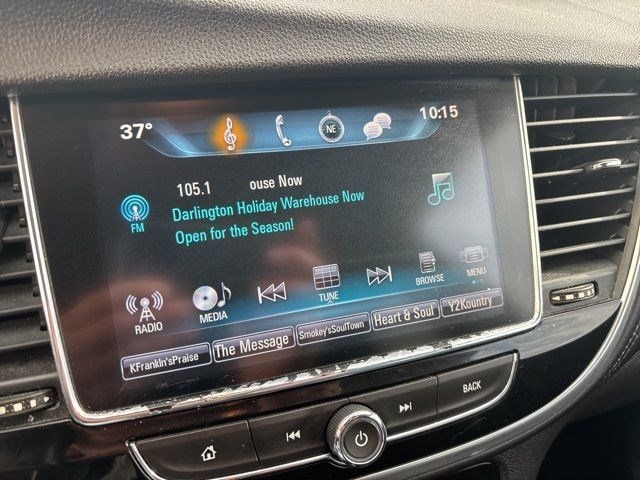 37° NE 10:15
FM 105.1 ouse Now
Darlington Holiday Warehouse Now
Open for the Season!
RADIO MEDIA TUNE BROWSE MENU
KFrankln'sPraise The Message Smokey'sSoulTown Heart & Soul Y2Kountry
BACK